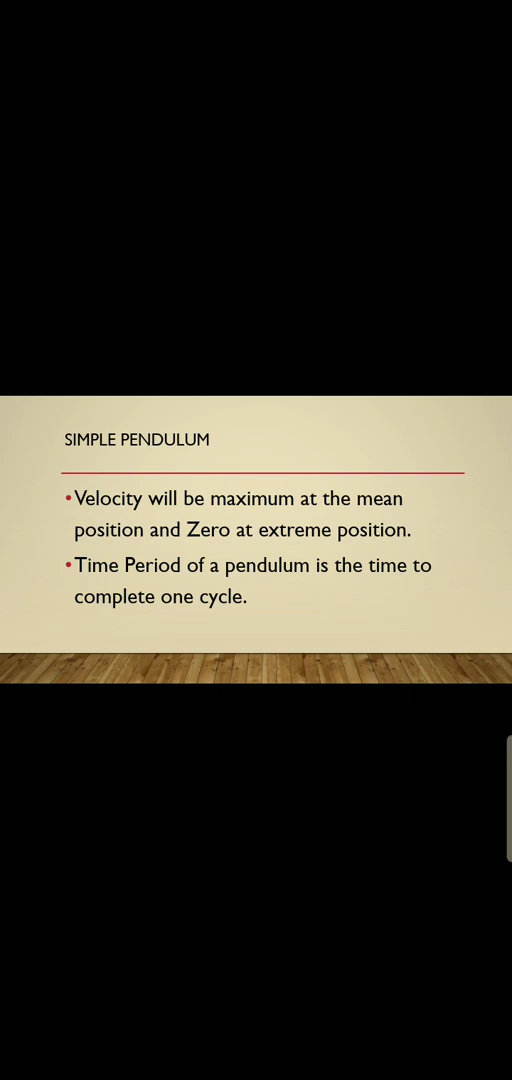 SIMPLE PENDULUM
•Velocity will be maximum at the mean
position and Zero at extreme position.
•Time Period of a pendulum is the time to
complete one cycle.